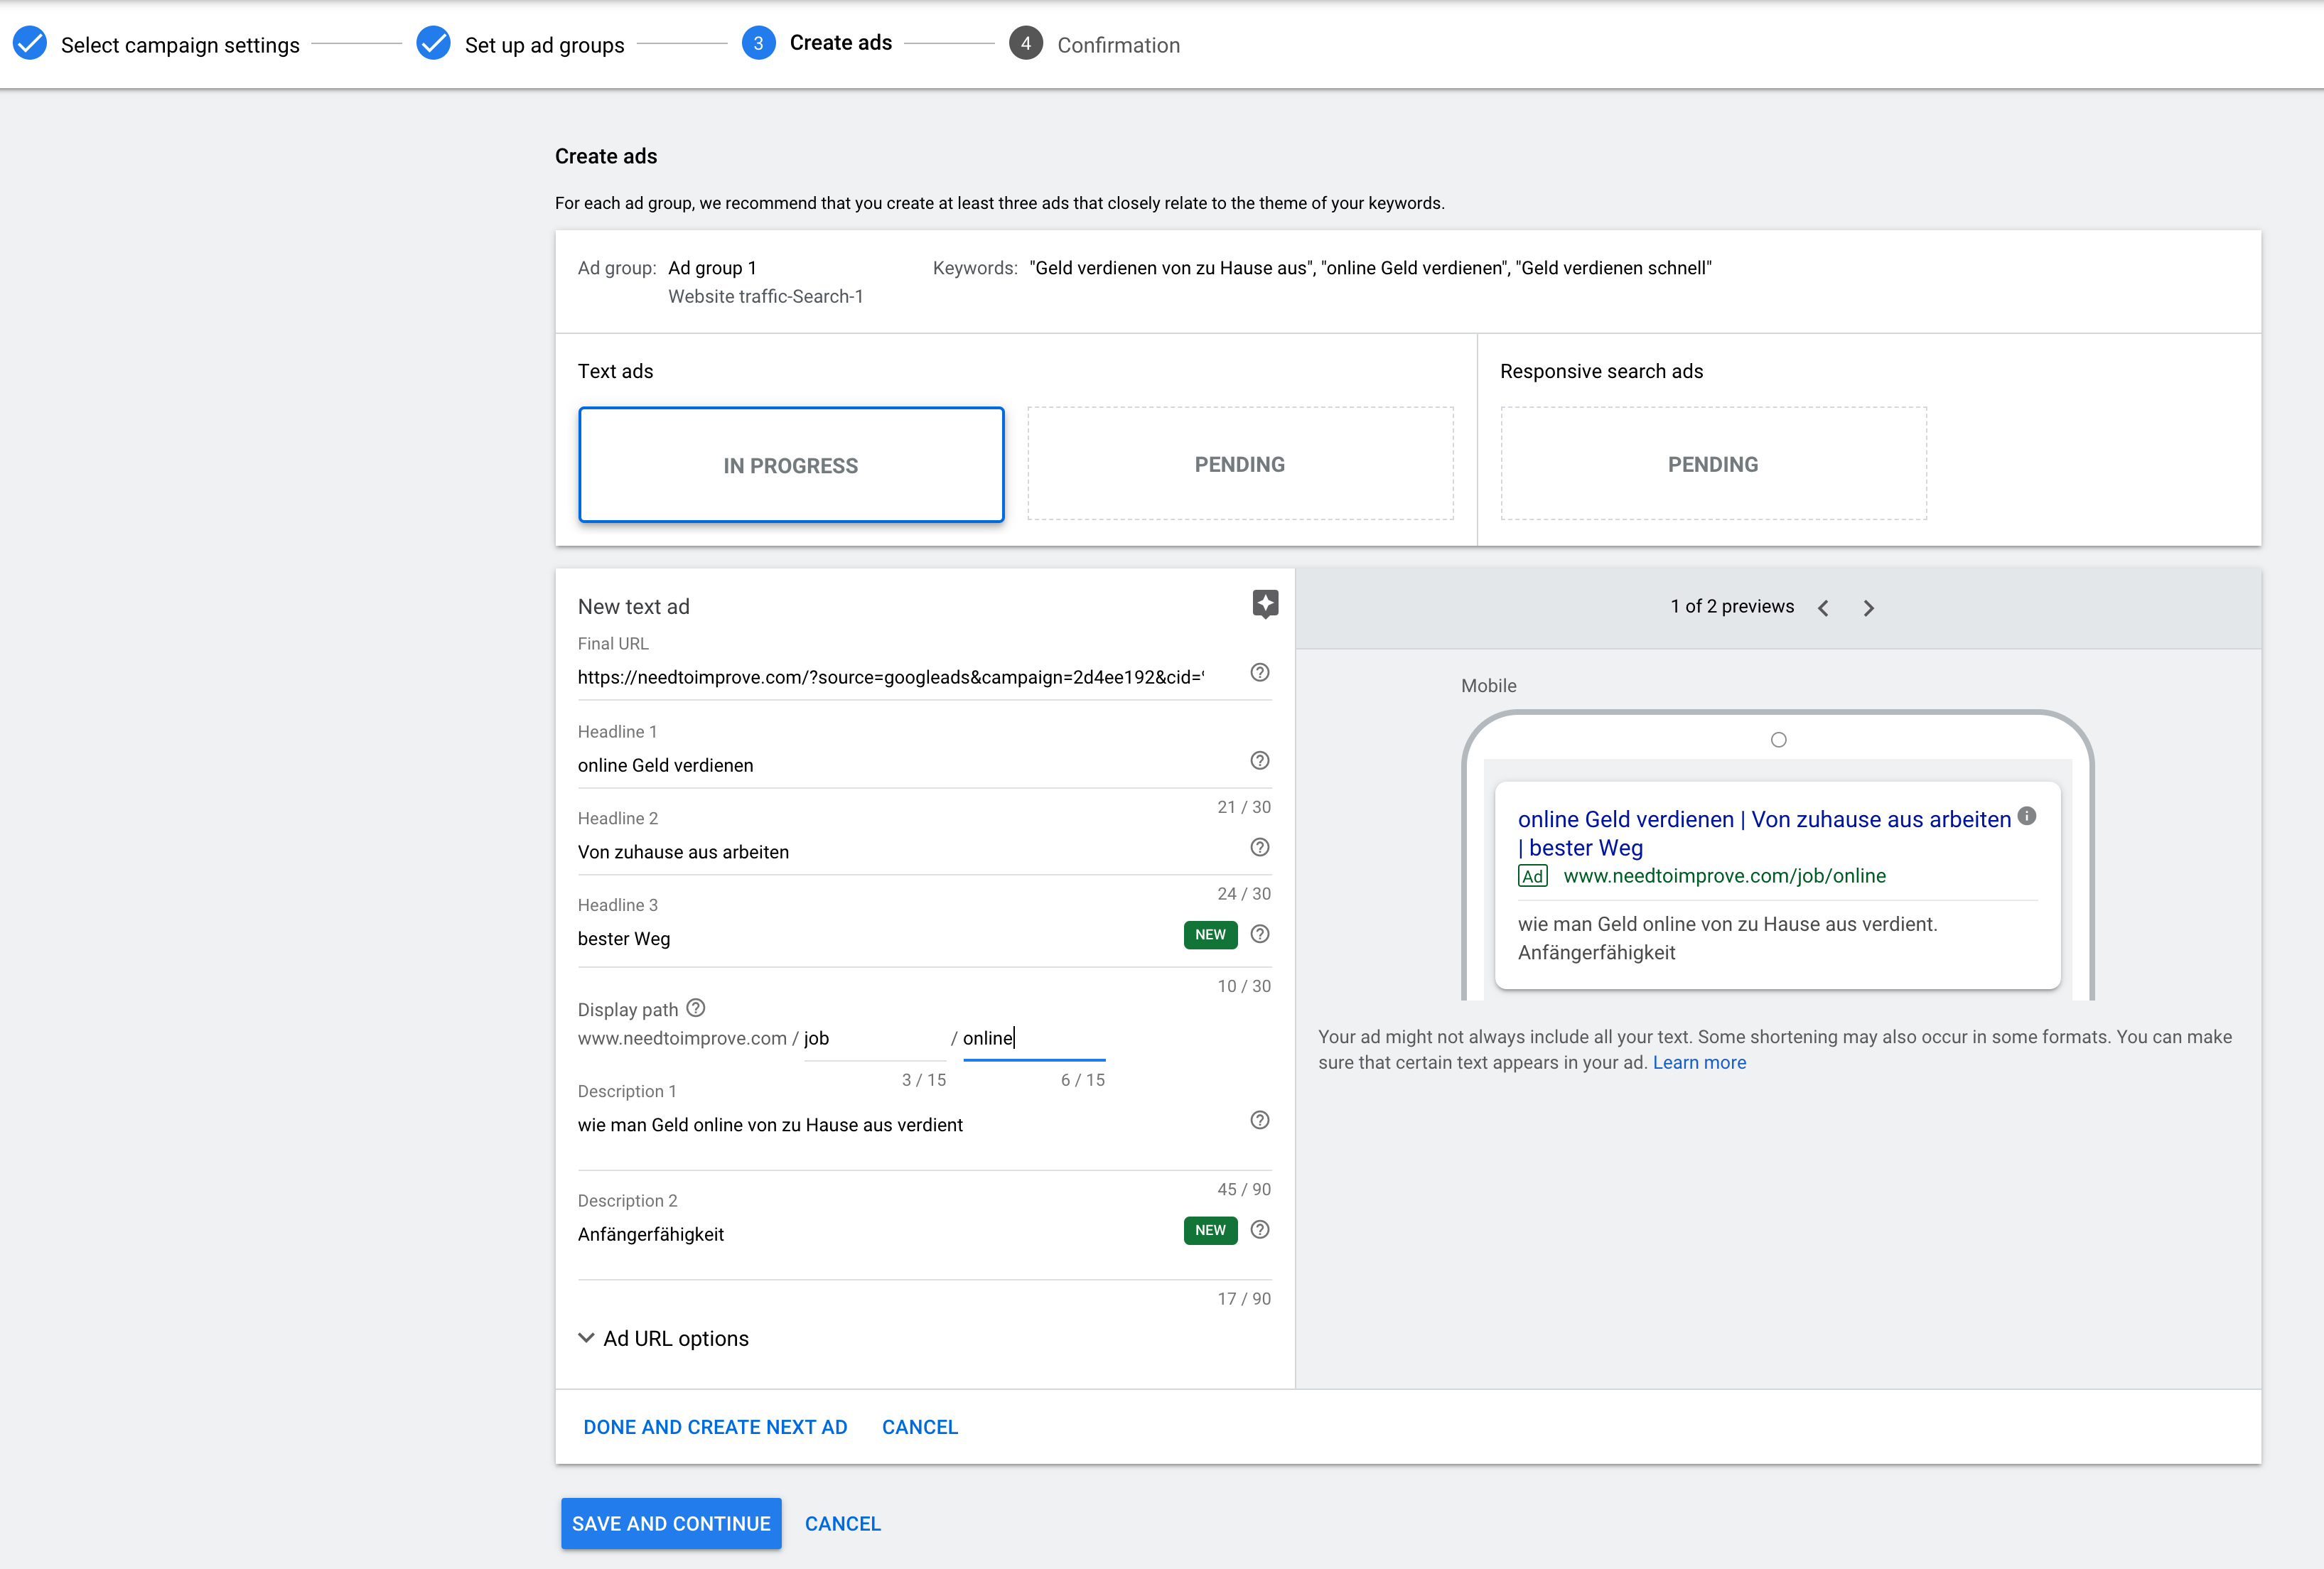 Select campaign settings
Set up ad groups
3 Create ads
4 Confirmation
Create ads
For each ad group, we recommend that you create at least three ads that closely relate to the theme of your keywords.
Ad group: Ad group 1
Website traffic-Search-1
Keywords: "Geld verdienen von zu Hause aus", "online Geld verdienen", "Geld verdienen schnell"
Text ads
IN PROGRESS
PENDING
Responsive search ads
PENDING
New text ad
Final URL
https://needtoimprove.com/?source=googleads&campaign=2d4ee192&cid=
Headline 1
online Geld verdienen
21 / 30
Headline 2
Von zuhause aus arbeiten
24 / 30
Headline 3
bester Weg
NEW
10 / 30
Display path
www.needtoimprove.com / job / online
3 / 15
6 / 15
Description 1
wie man Geld online von zu Hause aus verdient
45 / 90
Description 2
Anfängerfähigkeit
NEW
17 / 90
Ad URL options
1 of 2 previews
Mobile
online Geld verdienen | Von zuhause aus arbeiten
| bester Weg
Ad www.needtoimprove.com/job/online
wie man Geld online von zu Hause aus verdient.
Anfängerfähigkeit
Your ad might not always include all your text. Some shortening may also occur in some formats. You can make
sure that certain text appears in your ad. Learn more
DONE AND CREATE NEXT AD
CANCEL
SAVE AND CONTINUE
CANCEL